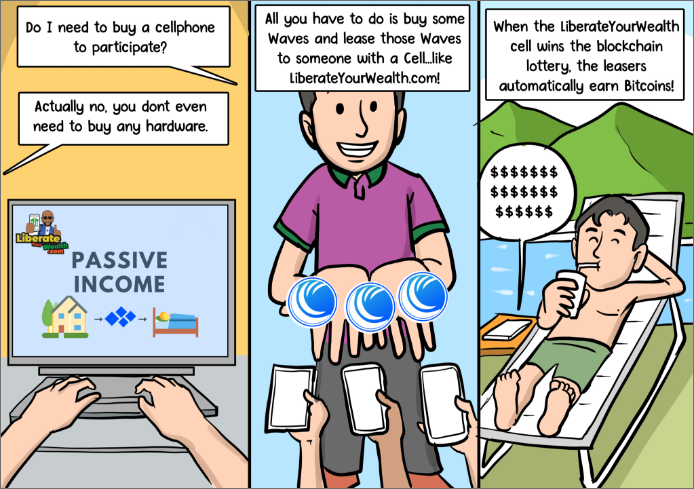 Do I need to buy a cellphone
to participate?
Actually no, you dont even
need to buy any hardware.
Liberate
Your
Wealth
.com
PASSIVE
INCOME
All you have to do is buy some
Waves and lease those Waves
to someone with a Cell...like
LiberateYourWealth.com!
When the LiberateYourWealth
cell wins the blockchain
lottery, the leasers
automatically earn Bitcoins!
$$$$$$$
$$$$$$$
$$$$$$